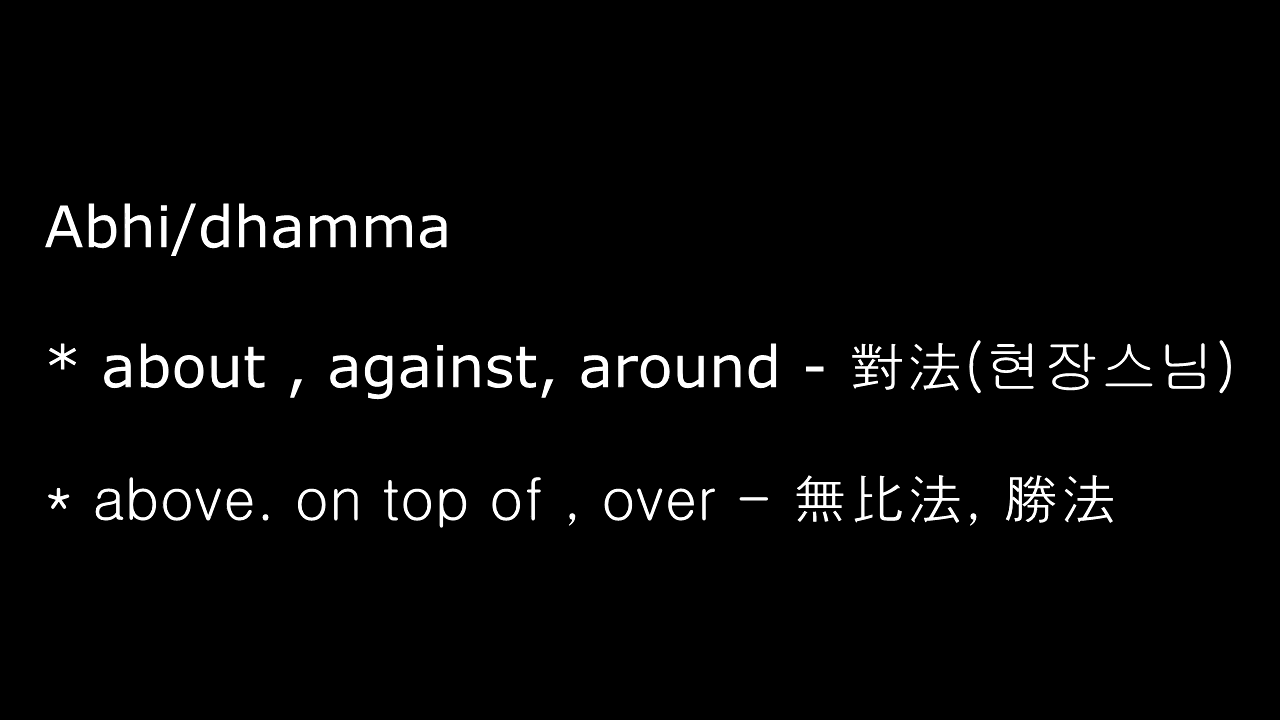 Abhi/dhamma
* about , against, around - 對法(현장스님)
* above. on top of , over - 無比法, 勝法